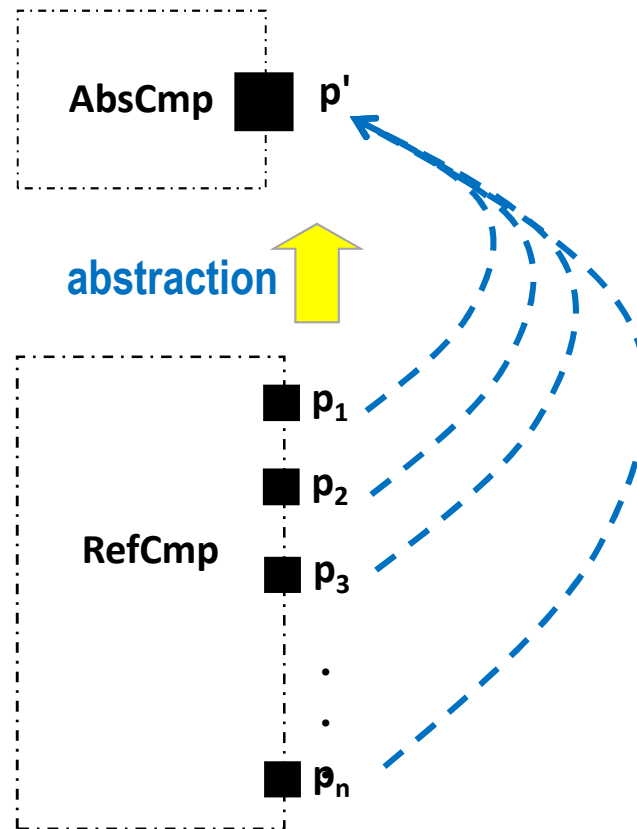 AbsCmp p'
abstraction
p₁
p₂
RefCmp
p₃
.
.
.
pₙ